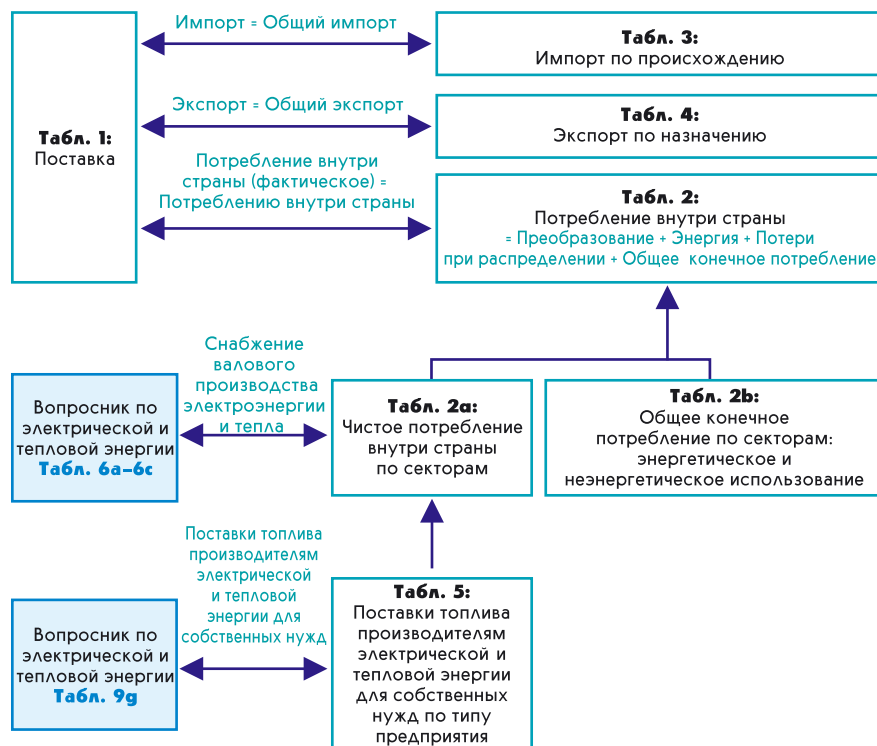 Импорт = Общий импорт
Табл. 3:
Импорт по происхождению
Экспорт = Общий экспорт
Табл. 4:
Экспорт по назначению
Табл. 1:
Поставка
Потребление внутри
страны (фактическое) =
Потреблению внутри страны
Табл. 2:
Потребление внутри страны
= Преобразование + Энергия + Потери
при распределении + Общее конечное потребление
Снабжение
валового
производства
электроэнергии
и тепла
Вопросник по
электрической и
тепловой энергии
Табл. 6a–6c
Табл. 2a:
Чистое потребление
внутри страны
по секторам
Табл. 2b:
Общее конечное
потребление по секторам:
энергетическое и
неэнергетическое использование
Поставки топлива
производителям
электрической
и тепловой
энергии для
собственных нужд
Вопросник по
электрической и
тепловой энергии
Табл. 9g
Табл. 5:
Поставки топлива
производителям
электрической и
тепловой энергии
для собственных
нужд по типу
предприятия